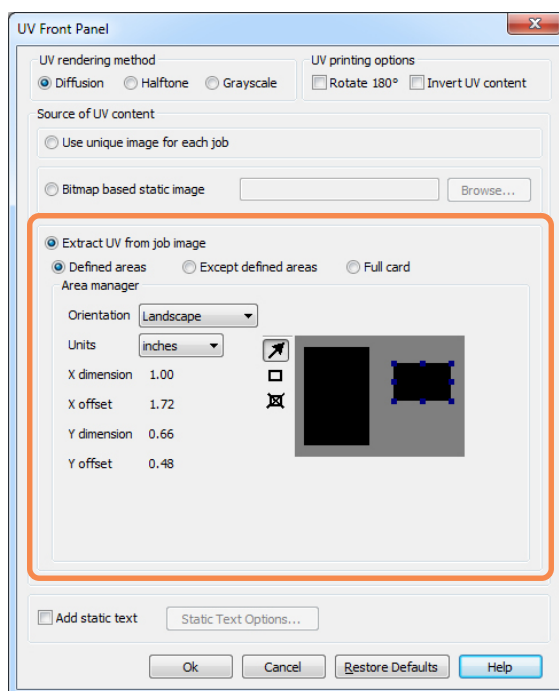 UV Front Panel
UV rendering method
UV printing options
Diffusion Halftone Grayscale
Rotate 180° Invert UV content
Source of UV content
Use unique image for each job
Bitmap based static image Browse...
Extract UV from job image
Defined areas Except defined areas Full card
Area manager
Orientation Landscape
Units inches
X dimension 1.00
X offset 1.72
Y dimension 0.66
Y offset 0.48
Add static text Static Text Options...
Ok Cancel Restore Defaults Help